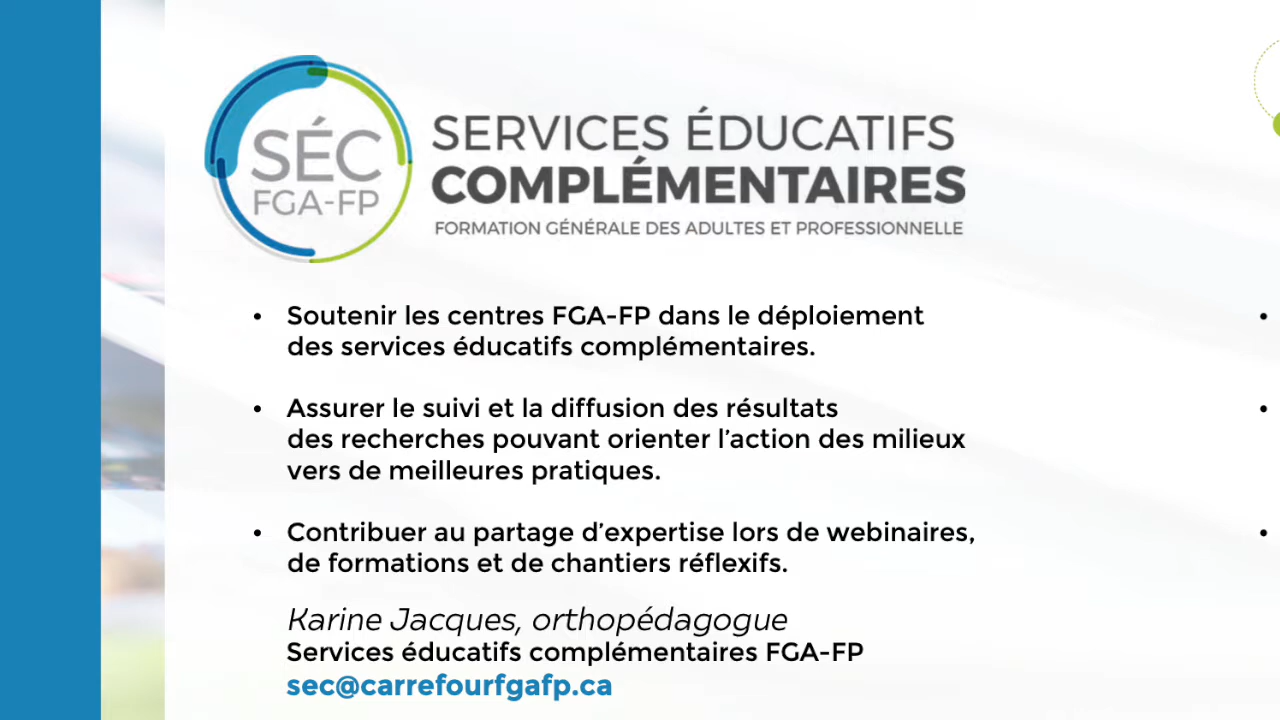 SÉC
FGA-FP
SERVICES ÉDUCATIFS
COMPLÉMENTAIRES
FORMATION GÉNÉRALE DES ADULTES ET PROFESSIONNELLE
• Soutenir les centres FGA-FP dans le déploiement
des services éducatifs complémentaires.
• Assurer le suivi et la diffusion des résultats
des recherches pouvant orienter l’action des milieux
vers de meilleures pratiques.
• Contribuer au partage d’expertise lors de webinaires,
de formations et de chantiers réflexifs.
Karine Jacques, orthopédagogue
Services éducatifs complémentaires FGA-FP
sec@carrefourfgafp.ca